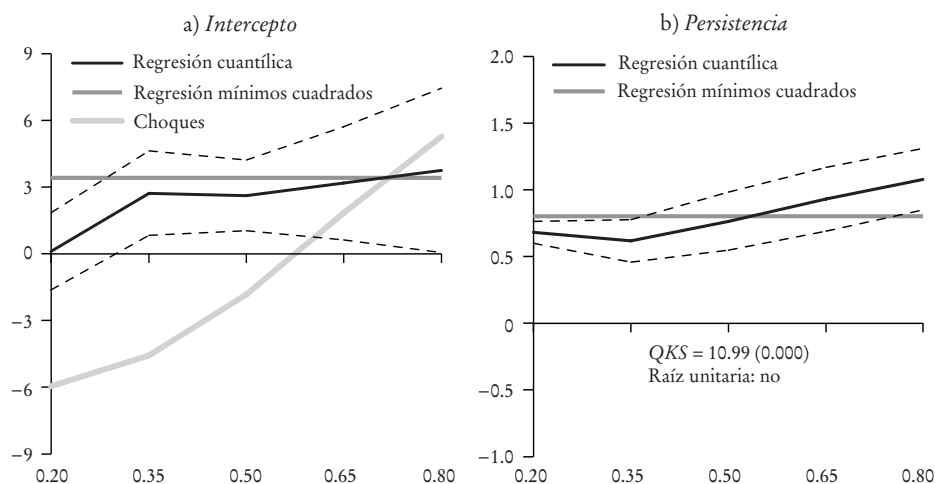 a) Intercepto
9
6
3
0
−3
−6
−9
Regresión cuantílica
Regresión mínimos cuadrados
Choques
0.20 0.35 0.50 0.65 0.80
b) Persistencia
2.0
1.5
1.0
0.5
0
−0.5
−1.0
Regresión cuantílica
Regresión mínimos cuadrados
QKS = 10.99 (0.000)
Raíz unitaria: no
0.20 0.35 0.50 0.65 0.80